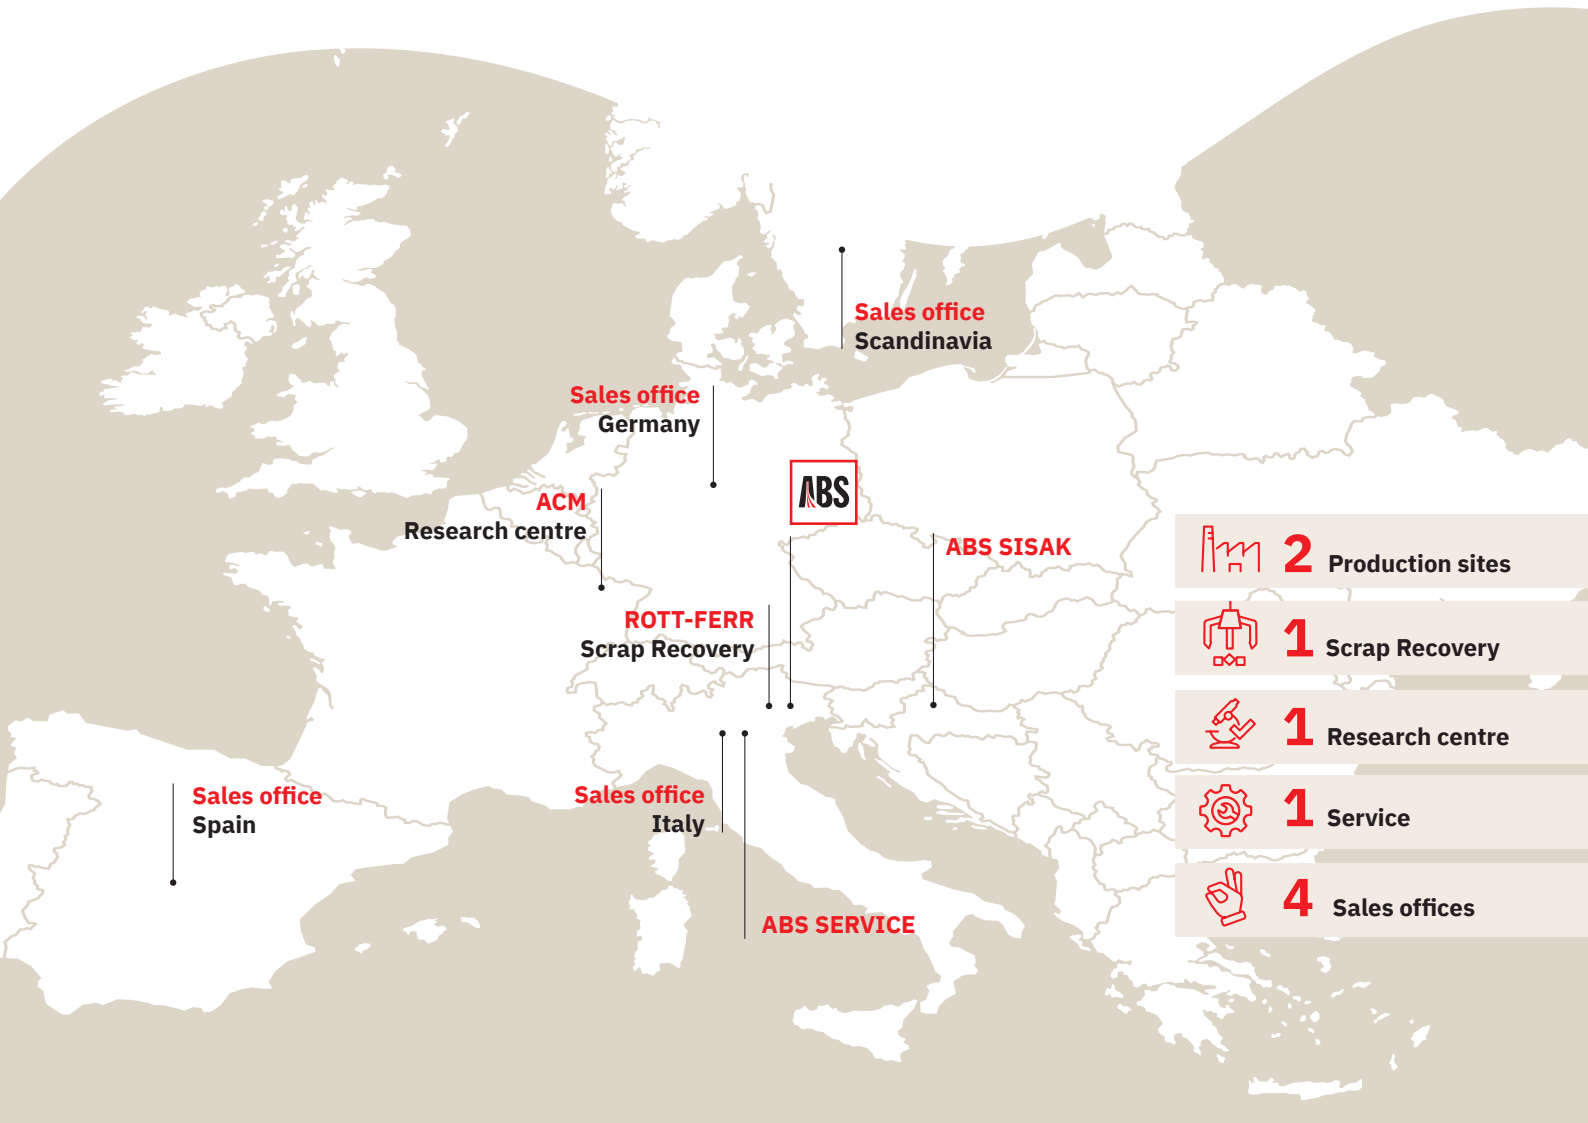 Sales office
Scandinavia
Sales office
Germany
ABS
ACM
Research centre
ABS SISAK
ROTT-FERR
Scrap Recovery
Sales office
Spain
Sales office
Italy
ABS SERVICE
2 Production sites
1 Scrap Recovery
1 Research centre
1 Service
4 Sales offices